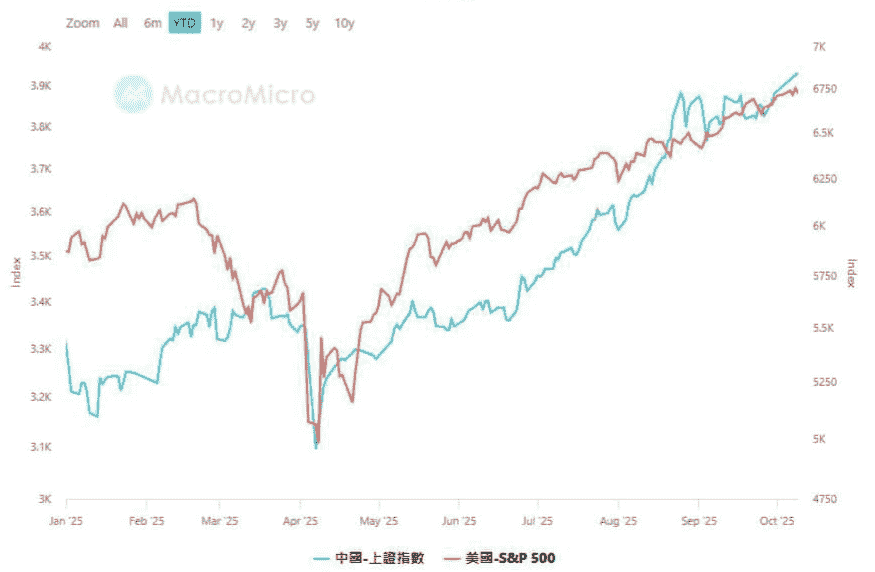 Zoom All 6m YTD 1y 2y 3y 5y 10y
4K 7K
MacroMicro
3.9K 6750
3.8K 6.5K
3.7K 6250
3.6K 6K
3.5K 5750
Index Index
3.4K 5.5K
3.3K 5250
3.2K 5K
3.1K
3K 4750
Jan '25 Feb '25 Mar '25 Apr '25 May '25 Jun '25 Jul '25 Aug '25 Sep '25 Oct '25
中國-上證指數 美國-S&P 500